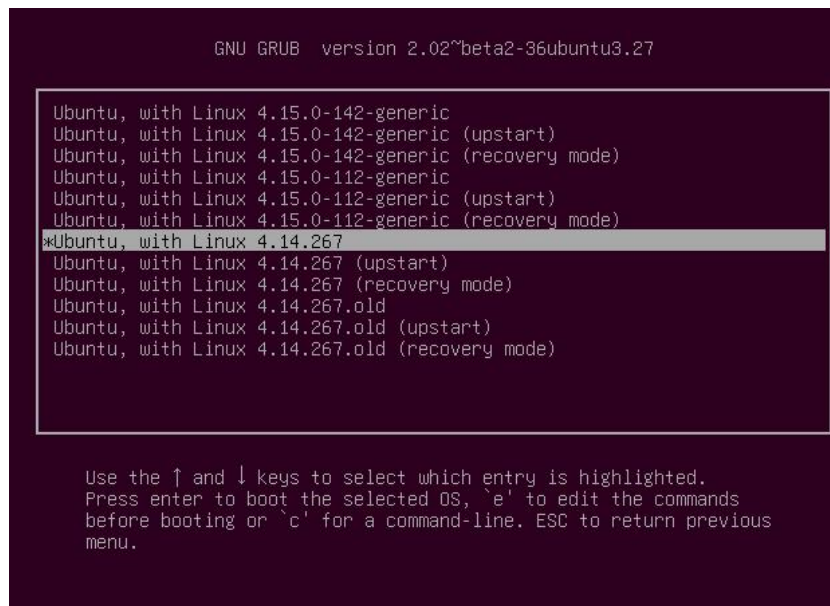 GNU GRUB version 2.02~beta2-36ubuntu3.27
Ubuntu, with Linux 4.15.0-142-generic
Ubuntu, with Linux 4.15.0-142-generic (upstart)
Ubuntu, with Linux 4.15.0-142-generic (recovery mode)
Ubuntu, with Linux 4.15.0-112-generic
Ubuntu, with Linux 4.15.0-112-generic (upstart)
Ubuntu, with Linux 4.15.0-112-generic (recovery mode)
*Ubuntu, with Linux 4.14.267
Ubuntu, with Linux 4.14.267 (upstart)
Ubuntu, with Linux 4.14.267 (recovery mode)
Ubuntu, with Linux 4.14.267.old
Ubuntu, with Linux 4.14.267.old (upstart)
Ubuntu, with Linux 4.14.267.old (recovery mode)
Use the ↑ and ↓ keys to select which entry is highlighted.
Press enter to boot the selected OS, `e' to edit the commands
before booting or `c' for a command-line. ESC to return previous
menu.